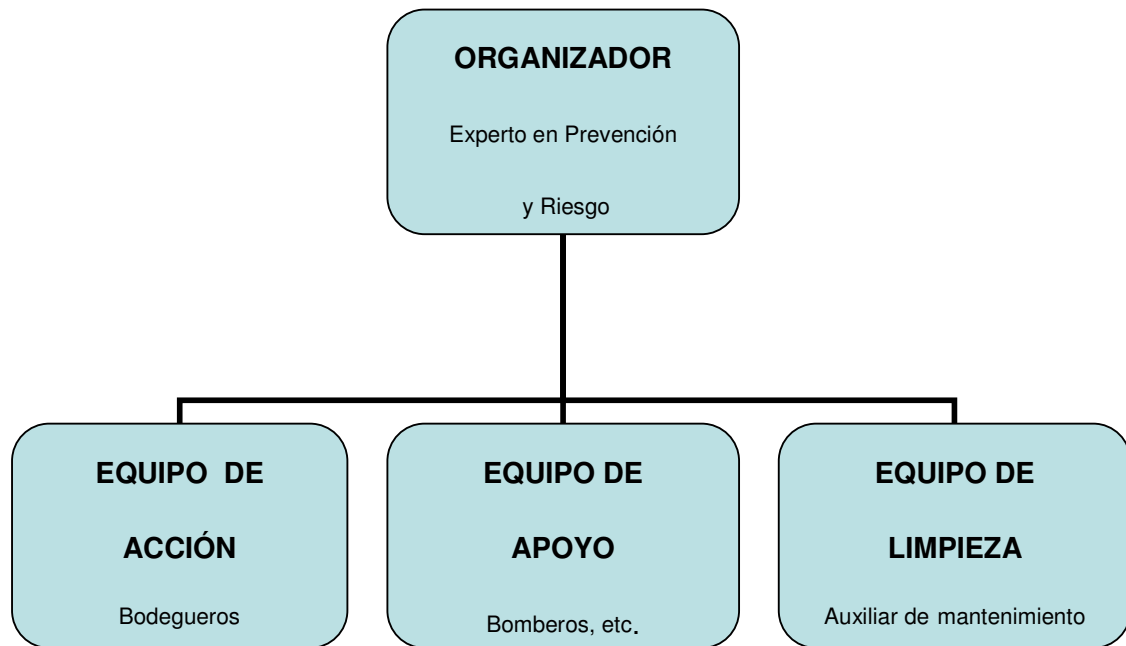 ORGANIZADOR
Experto en Prevención
y Riesgo
EQUIPO DE
ACCIÓN
Bodegueros
EQUIPO DE
APOYO
Bomberos, etc.
EQUIPO DE
LIMPIEZA
Auxiliar de mantenimiento